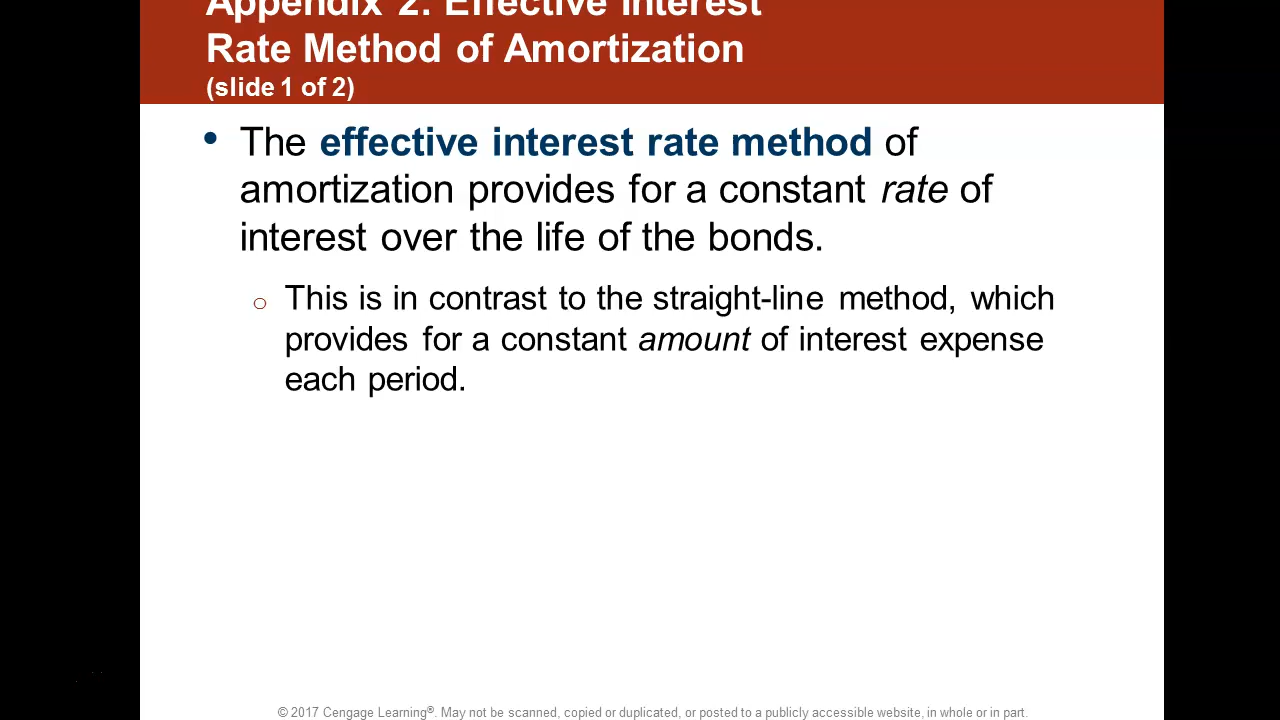 Appendix 2: Effective Interest
Rate Method of Amortization
(slide 1 of 2)
• The effective interest rate method of
amortization provides for a constant rate of
interest over the life of the bonds.
o This is in contrast to the straight-line method, which
provides for a constant amount of interest expense
each period.
© 2017 Cengage Learning®. May not be scanned, copied or duplicated, or posted to a publicly accessible website, in whole or in part.